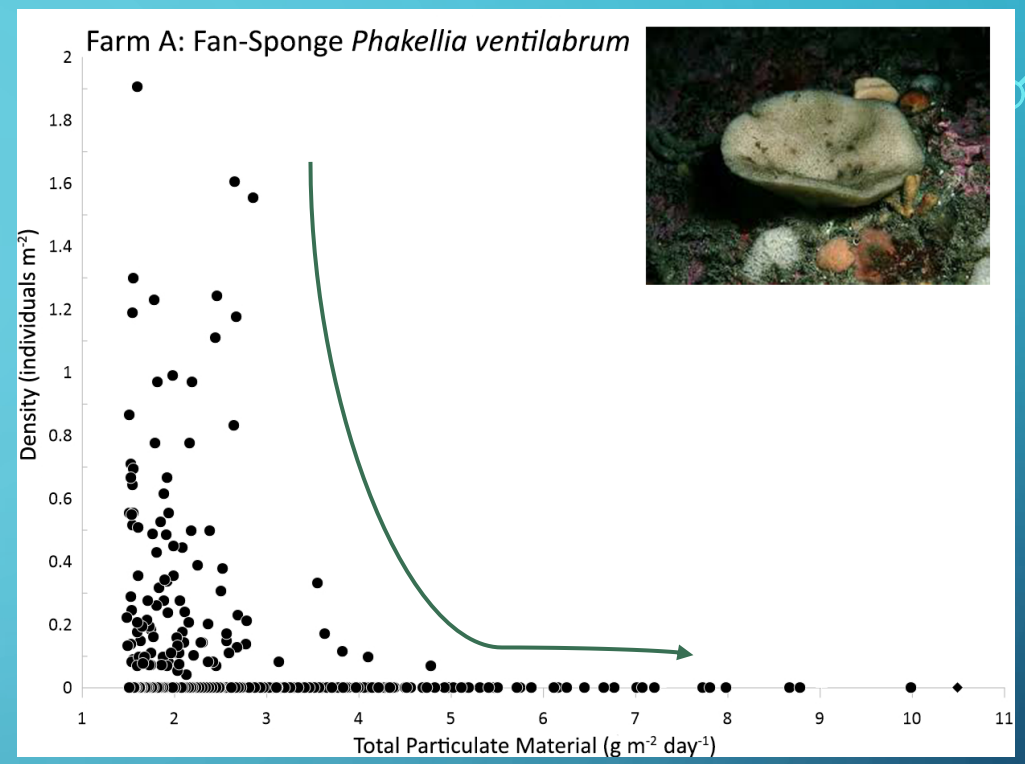 Farm A: Fan-Sponge Phakellia ventilabrum
2
1.8
1.6
1.4
1.2
1
0.8
0.6
0.4
0.2
0
Density (individuals m⁻²)
1 2 3 4 5 6 7 8 9 10 11
Total Particulate Material (g m⁻² day⁻¹)